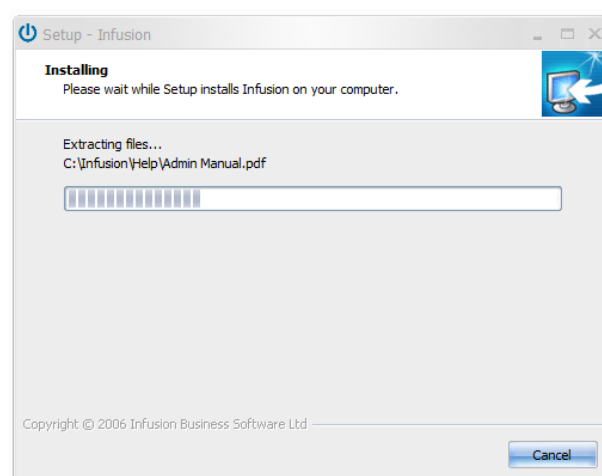 Setup - Infusion
Installing
Please wait while Setup installs Infusion on your computer.
Extracting files...
C:\Infusion\Help\Admin Manual.pdf
Copyright © 2006 Infusion Business Software Ltd
Cancel